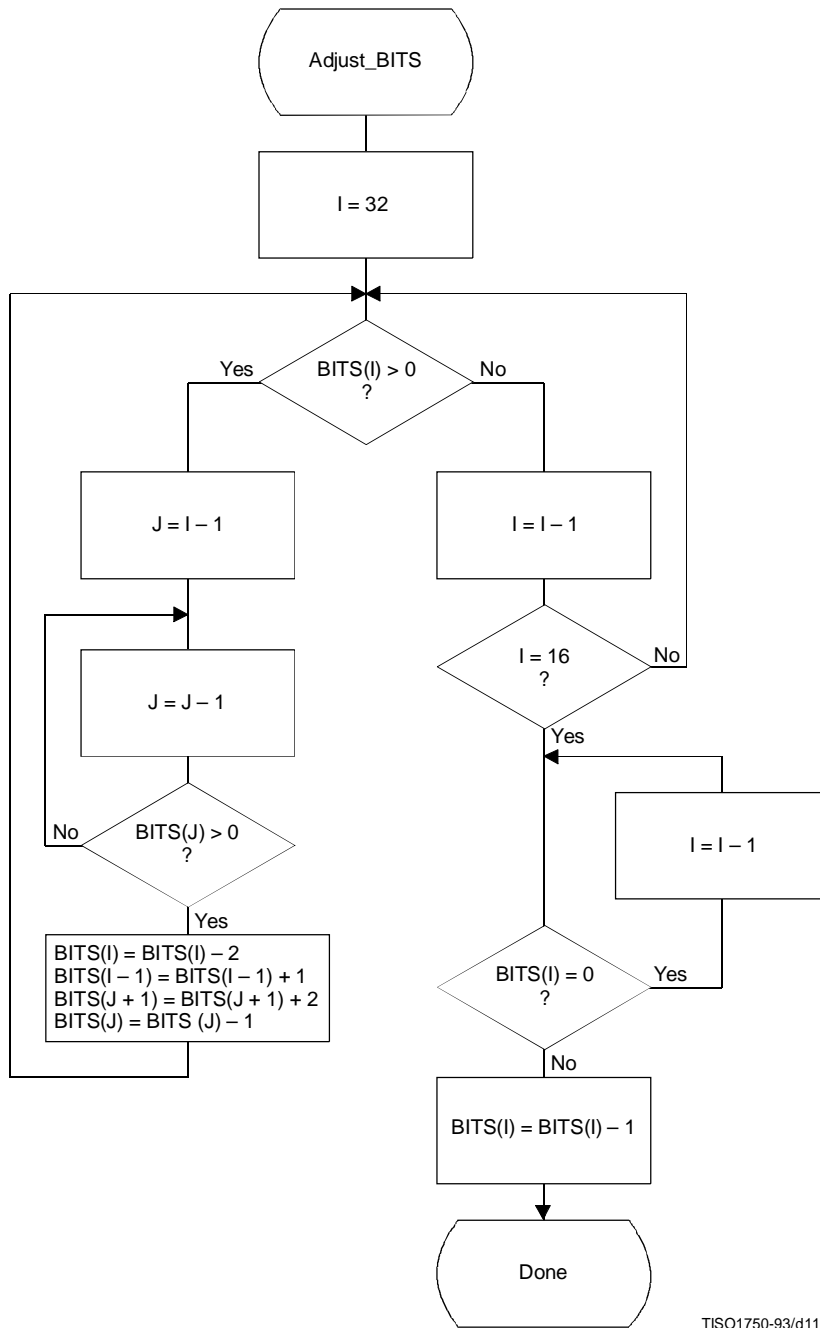 Adjust_BITS
I = 32
BITS(I) > 0
?
Yes
No
J = I – 1
I = I – 1
J = J – 1
I = 16
?
No
Yes
BITS(J) > 0
?
No
Yes
I = I – 1
BITS(I) = BITS(I) – 2
BITS(I – 1) = BITS(I – 1) + 1
BITS(J + 1) = BITS(J + 1) + 2
BITS(J) = BITS (J) – 1
BITS(I) = 0
?
Yes
No
BITS(I) = BITS(I) – 1
Done
TISO1750-93/d11